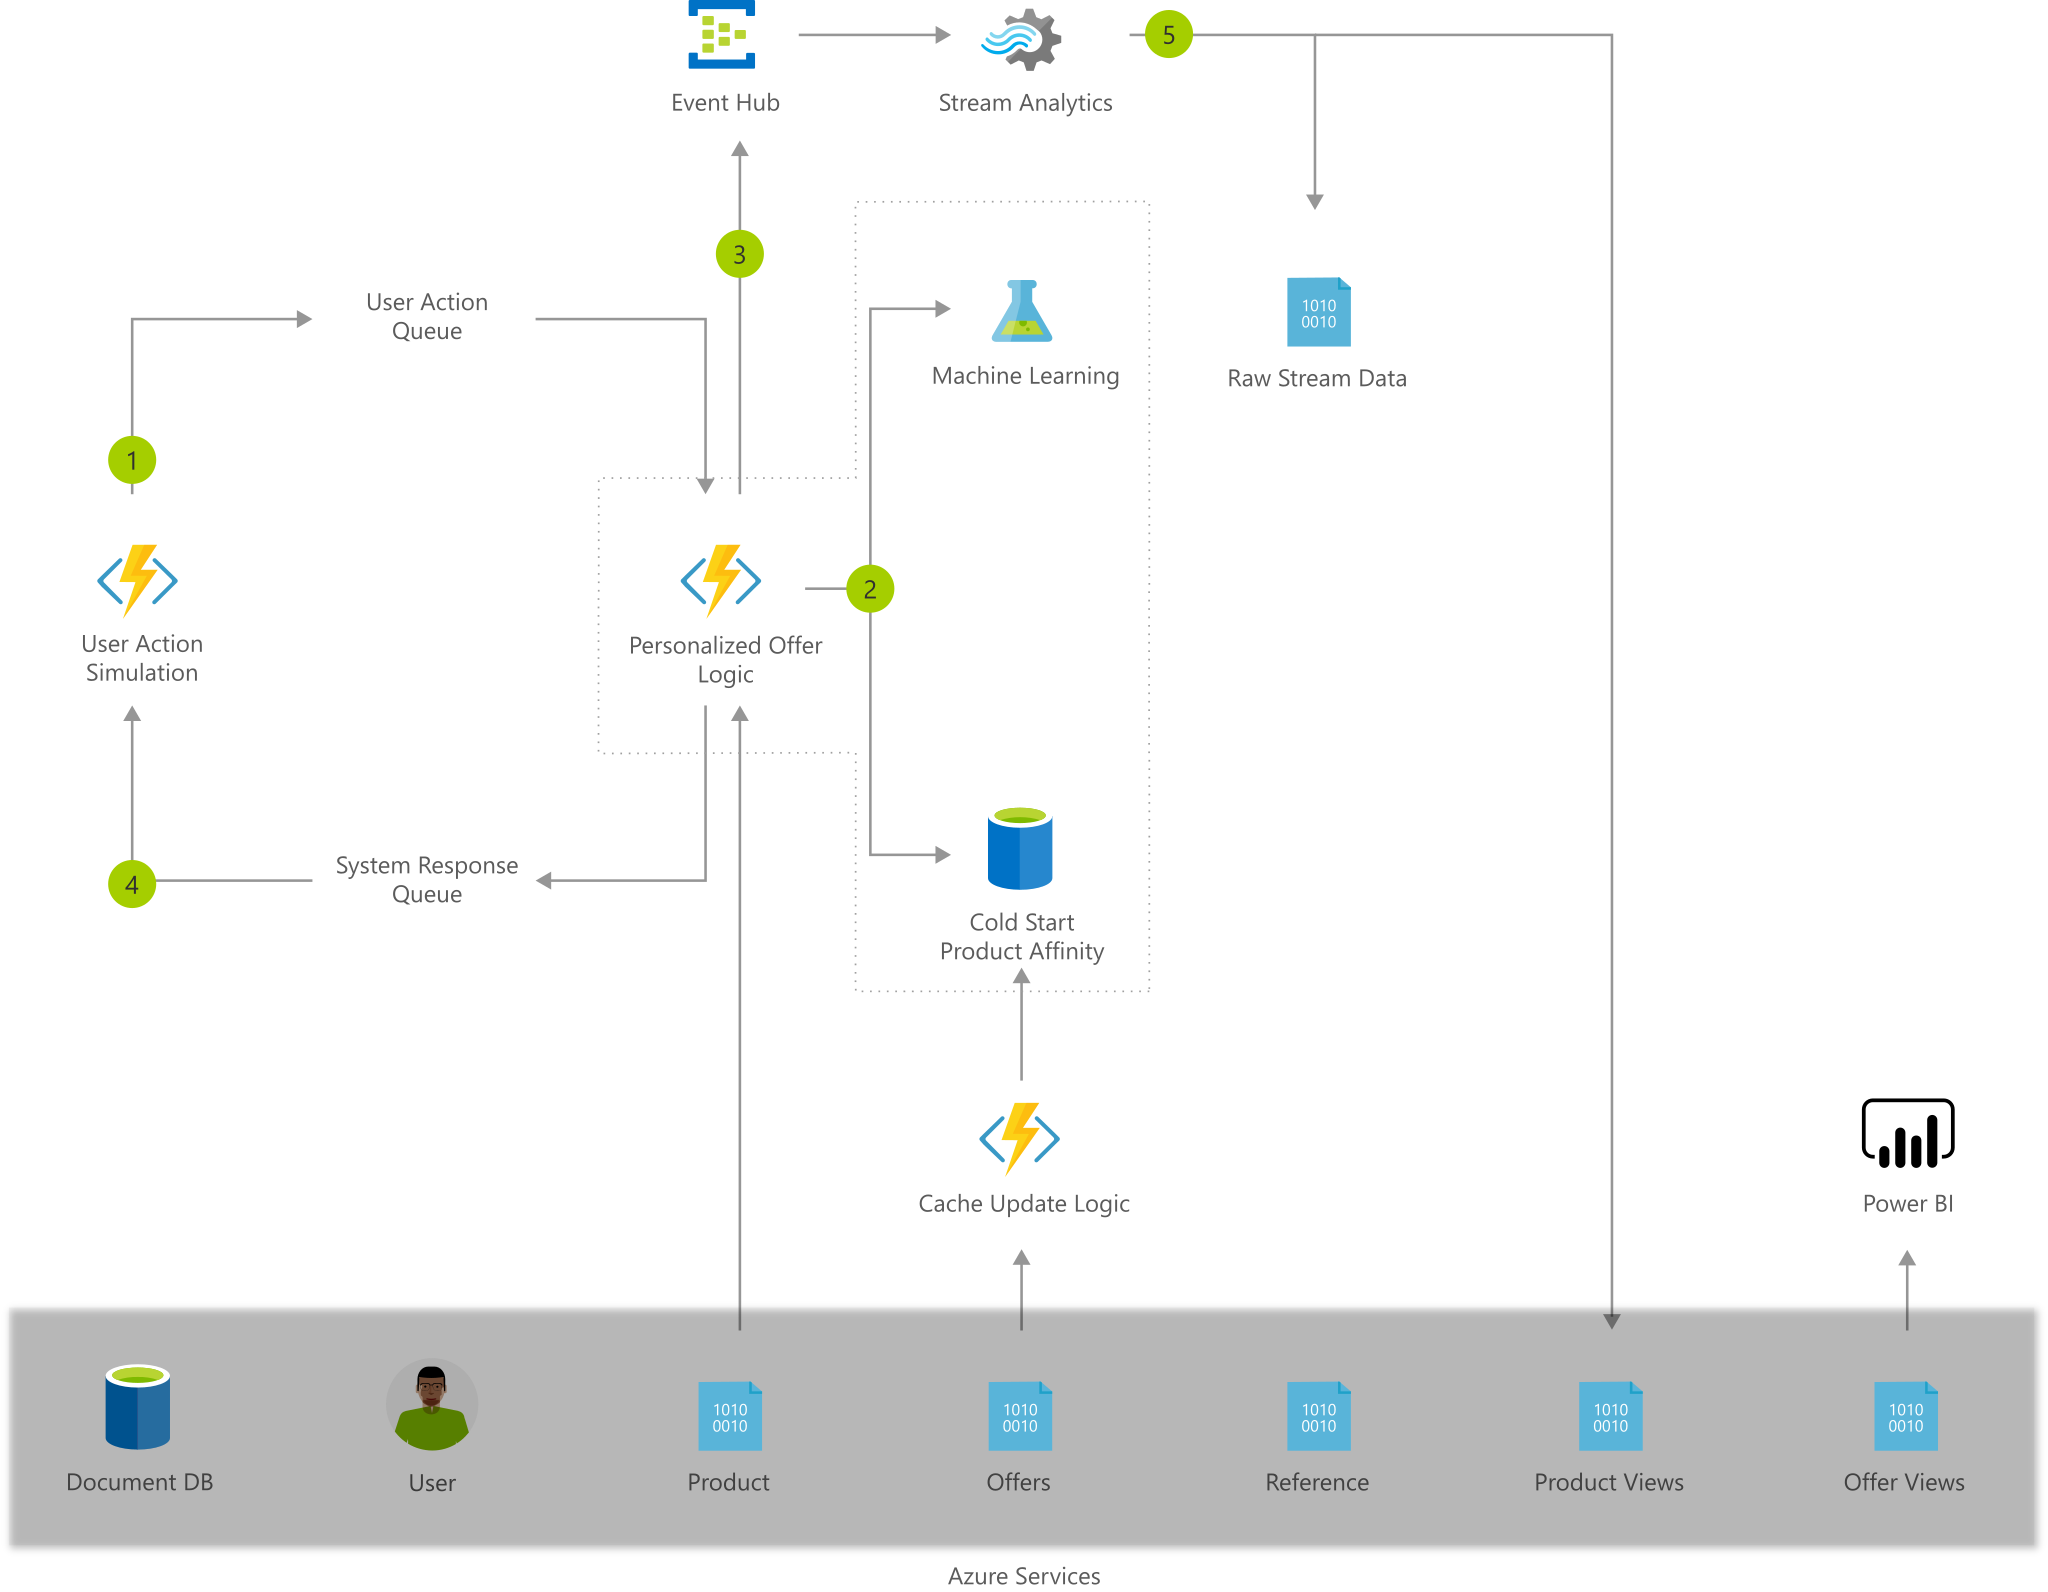 Event Hub
Stream Analytics
5
3
User Action
Queue
1010
0010
Machine Learning
Raw Stream Data
1
2
User Action
Simulation
Personalized Offer
Logic
System Response
Queue
4
Cold Start
Product Affinity
Cache Update Logic
Power BI
1010
0010
1010
0010
1010
0010
1010
0010
1010
0010
Document DB
User
Product
Offers
Reference
Product Views
Offer Views
Azure Services